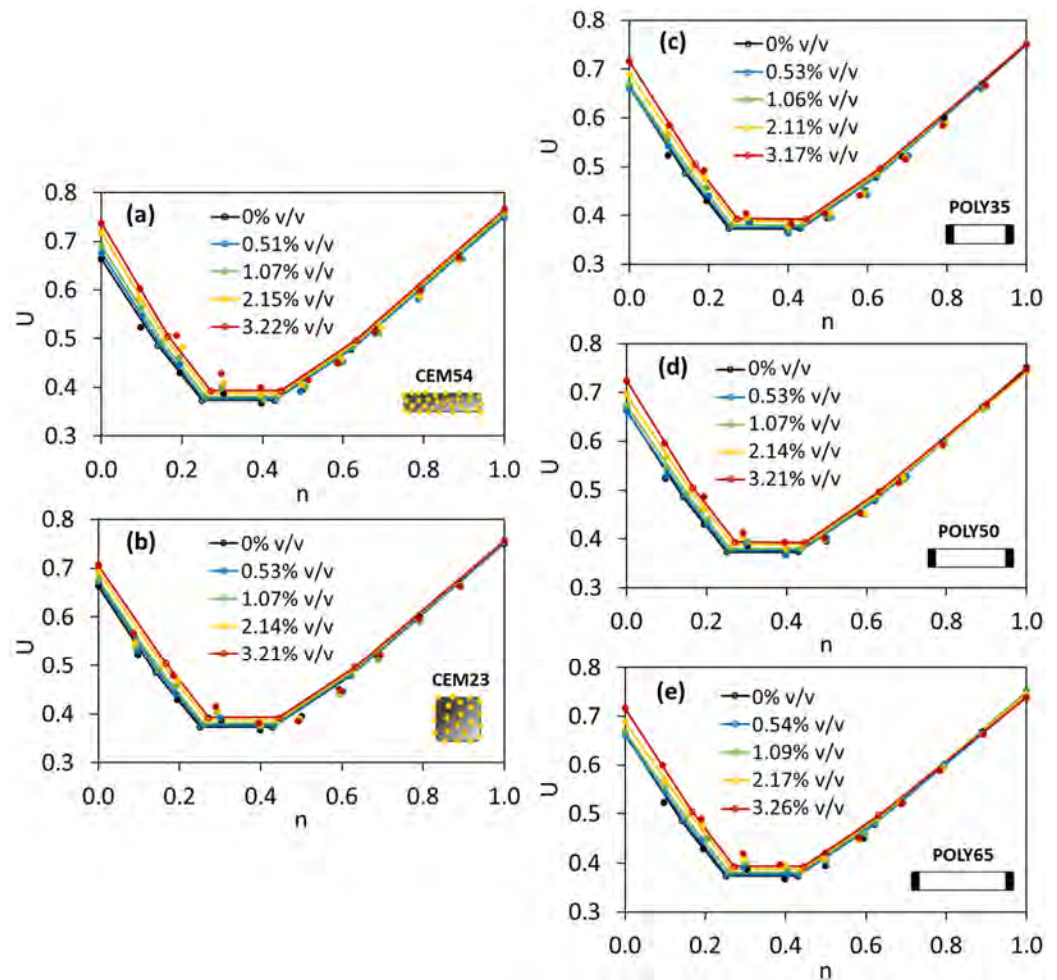 (a)
0% v/v
0.51% v/v
1.07% v/v
2.15% v/v
3.22% v/v
CEM54
U
0.8
0.7
0.6
0.5
0.4
0.3
0.0 0.2 0.4 0.6 0.8 1.0
n
(b)
0% v/v
0.53% v/v
1.07% v/v
2.14% v/v
3.21% v/v
CEM23
U
0.8
0.7
0.6
0.5
0.4
0.3
0.0 0.2 0.4 0.6 0.8 1.0
n
(c)
0% v/v
0.53% v/v
1.06% v/v
2.11% v/v
3.17% v/v
POLY35
U
0.8
0.7
0.6
0.5
0.4
0.3
0.0 0.2 0.4 0.6 0.8 1.0
n
(d)
0% v/v
0.53% v/v
1.07% v/v
2.14% v/v
3.21% v/v
POLY50
U
0.8
0.7
0.6
0.5
0.4
0.3
0.0 0.2 0.4 0.6 0.8 1.0
n
(e)
0% v/v
0.54% v/v
1.09% v/v
2.17% v/v
3.26% v/v
POLY65
U
0.8
0.7
0.6
0.5
0.4
0.3
0.0 0.2 0.4 0.6 0.8 1.0
n